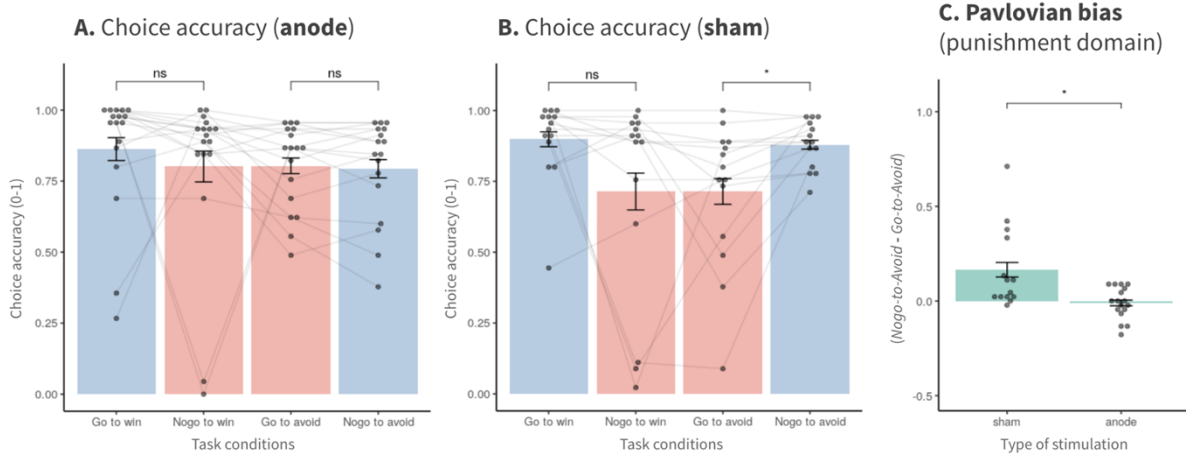 A. Choice accuracy (anode)
Choice accuracy (0-1)
1.00
0.75
0.50
0.25
0.00
ns
ns
Go to win
Nogo to win
Go to avoid
Nogo to avoid
Task conditions
B. Choice accuracy (sham)
Choice accuracy (0-1)
1.00
0.75
0.50
0.25
0.00
ns
*
Go to win
Nogo to win
Go to avoid
Nogo to avoid
Task conditions
C. Pavlovian bias
(punishment domain)
(Nogo-to-Avoid - Go-to-Avoid)
1.0
0.5
0.0
-0.5
*
sham
anode
Type of stimulation